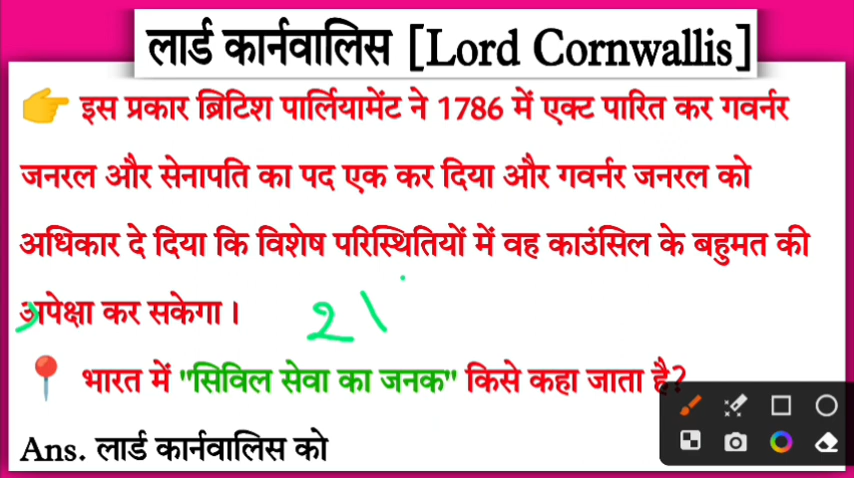 लार्ड कार्नवालिस [Lord Cornwallis]
👉 इस प्रकार ब्रिटिश पार्लियामेंट ने 1786 में एक्ट पारित कर गवर्नर
जनरल और सेनापति का पद एक कर दिया और गवर्नर जनरल को
अधिकार दे दिया कि विशेष परिस्थितियों में वह काउंसिल के बहुमत की
अपेक्षा कर सकेगा।
📍 भारत में "सिविल सेवा का जनक" किसे कहा जाता है?
Ans. लार्ड कार्नवालिस को